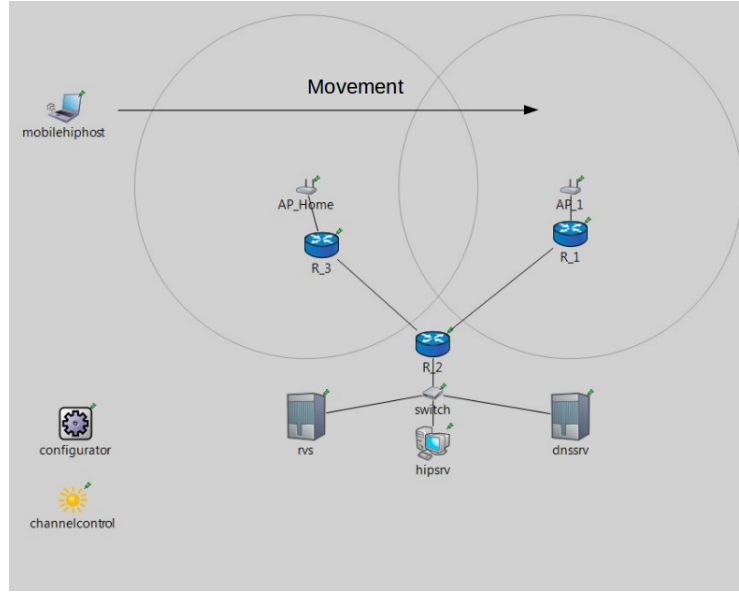 Movement
mobilehiphost
AP_Home
AP_1
R_3
R_1
R_2
switch
rvs
hipsrv
dnssrv
configurator
channelcontrol